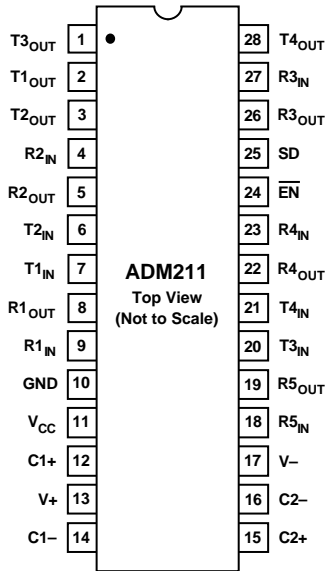 T3OUT 1 28 T4OUT
T1OUT 2 27 R3IN
T2OUT 3 26 R3OUT
R2IN 4 25 SD
R2OUT 5 24 E̅N̅
T2IN 6 23 R4IN
T1IN 7 22 R4OUT
ADM211
Top View
(Not to Scale)
R1OUT 8 21 T4IN
R1IN 9 20 T3IN
GND 10 19 R5OUT
VCC 11 18 R5IN
C1+ 12 17 V–
V+ 13 16 C2–
C1– 14 15 C2+